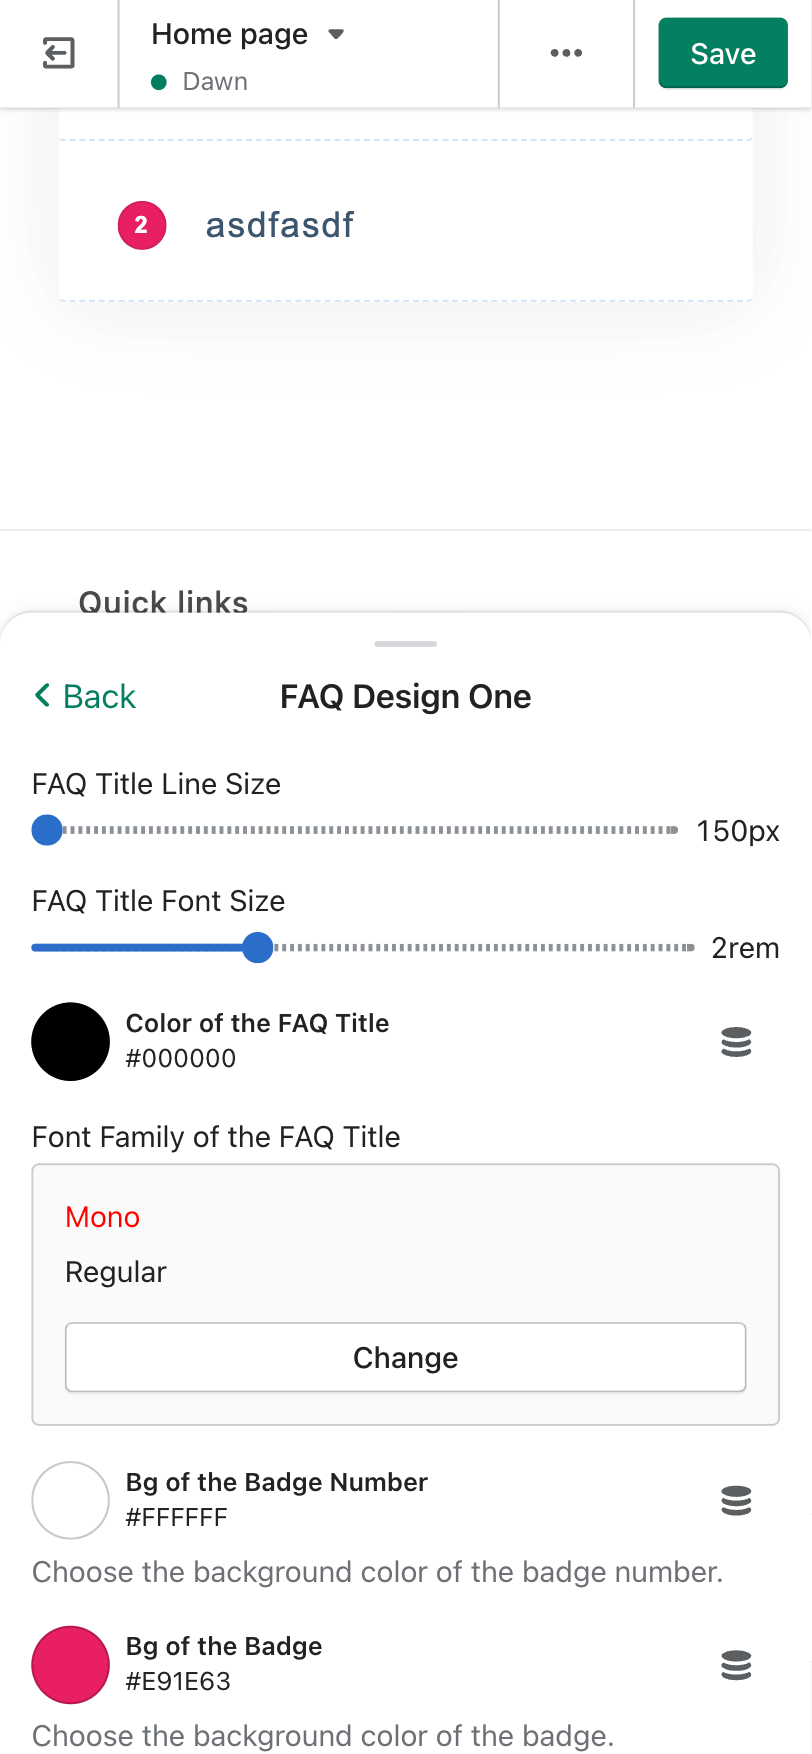 Home page
Dawn
Save
2 asdfasdf
Quick links
Back
FAQ Design One
FAQ Title Line Size
150px
FAQ Title Font Size
2rem
Color of the FAQ Title
#000000
Font Family of the FAQ Title
Mono
Regular
Change
Bg of the Badge Number
#FFFFFF
Choose the background color of the badge number.
Bg of the Badge
#E91E63
Choose the background color of the badge.